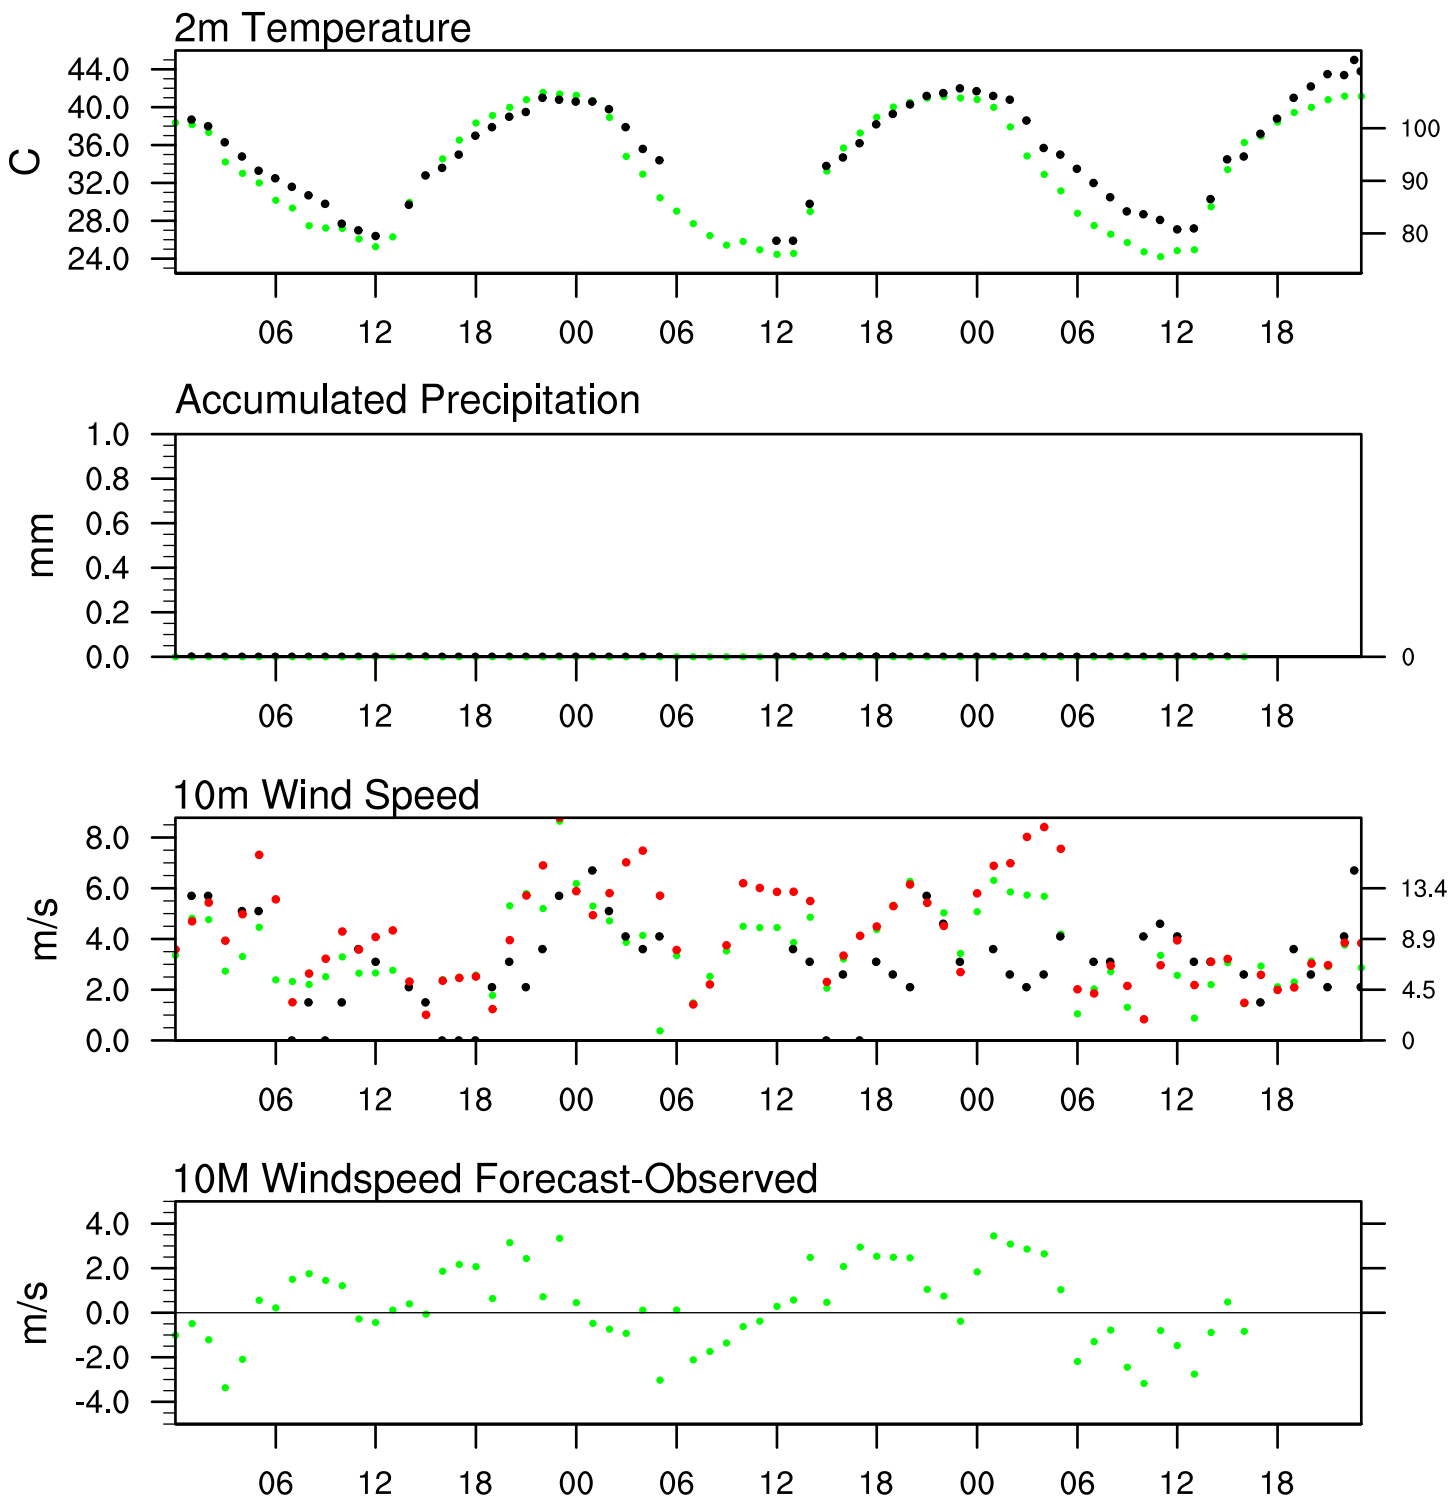 2m Temperature
44.0
40.0
36.0
32.0
28.0
24.0
C
100
90
80
06 12 18 00 06 12 18 00 06 12 18
Accumulated Precipitation
1.0
0.8
0.6
0.4
0.2
0.0
mm
0
06 12 18 00 06 12 18 00 06 12 18
10m Wind Speed
8.0
6.0
4.0
2.0
0.0
m/s
13.4
8.9
4.5
0
06 12 18 00 06 12 18 00 06 12 18
10M Windspeed Forecast-Observed
4.0
2.0
0.0
-2.0
-4.0
m/s
06 12 18 00 06 12 18 00 06 12 18